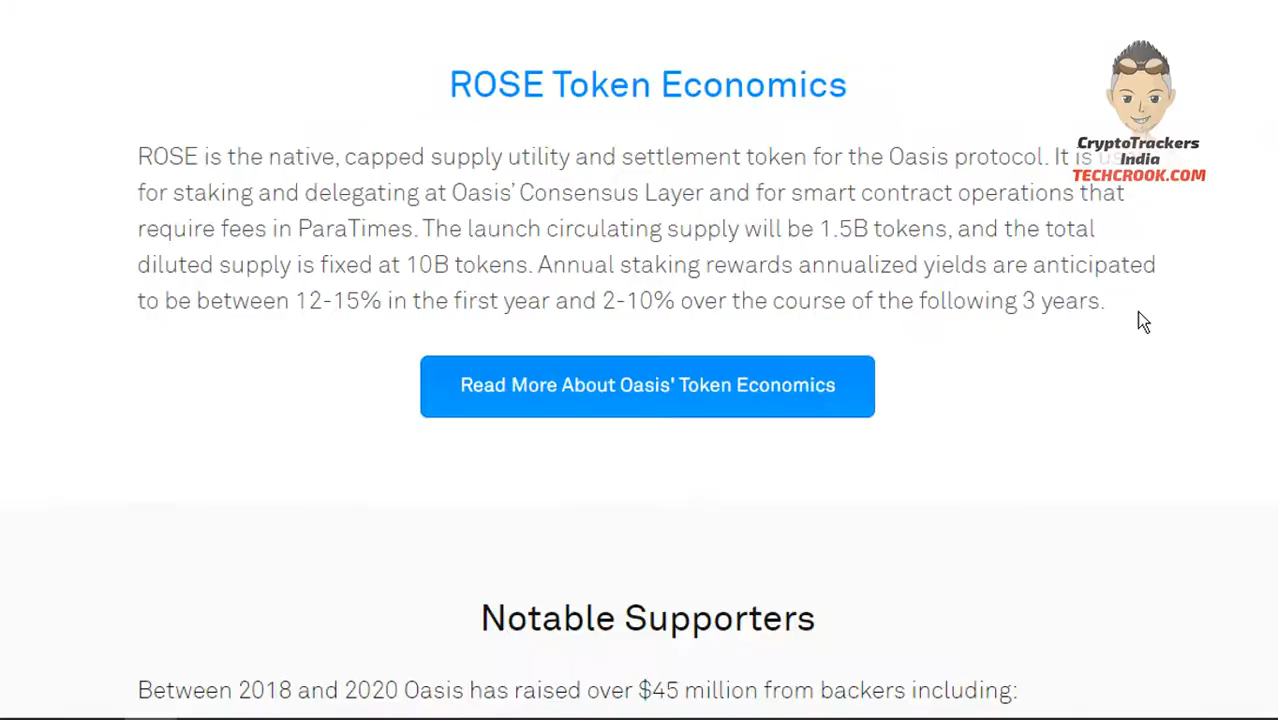 ROSE Token Economics
CryptoTrackers
India
TECHCROOK.COM
ROSE is the native, capped supply utility and settlement token for the Oasis protocol. It is
for staking and delegating at Oasis' Consensus Layer and for smart contract operations that
require fees in ParaTimes. The launch circulating supply will be 1.5B tokens, and the total
diluted supply is fixed at 10B tokens. Annual staking rewards annualized yields are anticipated
to be between 12-15% in the first year and 2-10% over the course of the following 3 years.
Read More About Oasis' Token Economics
Notable Supporters
Between 2018 and 2020 Oasis has raised over $45 million from backers including: